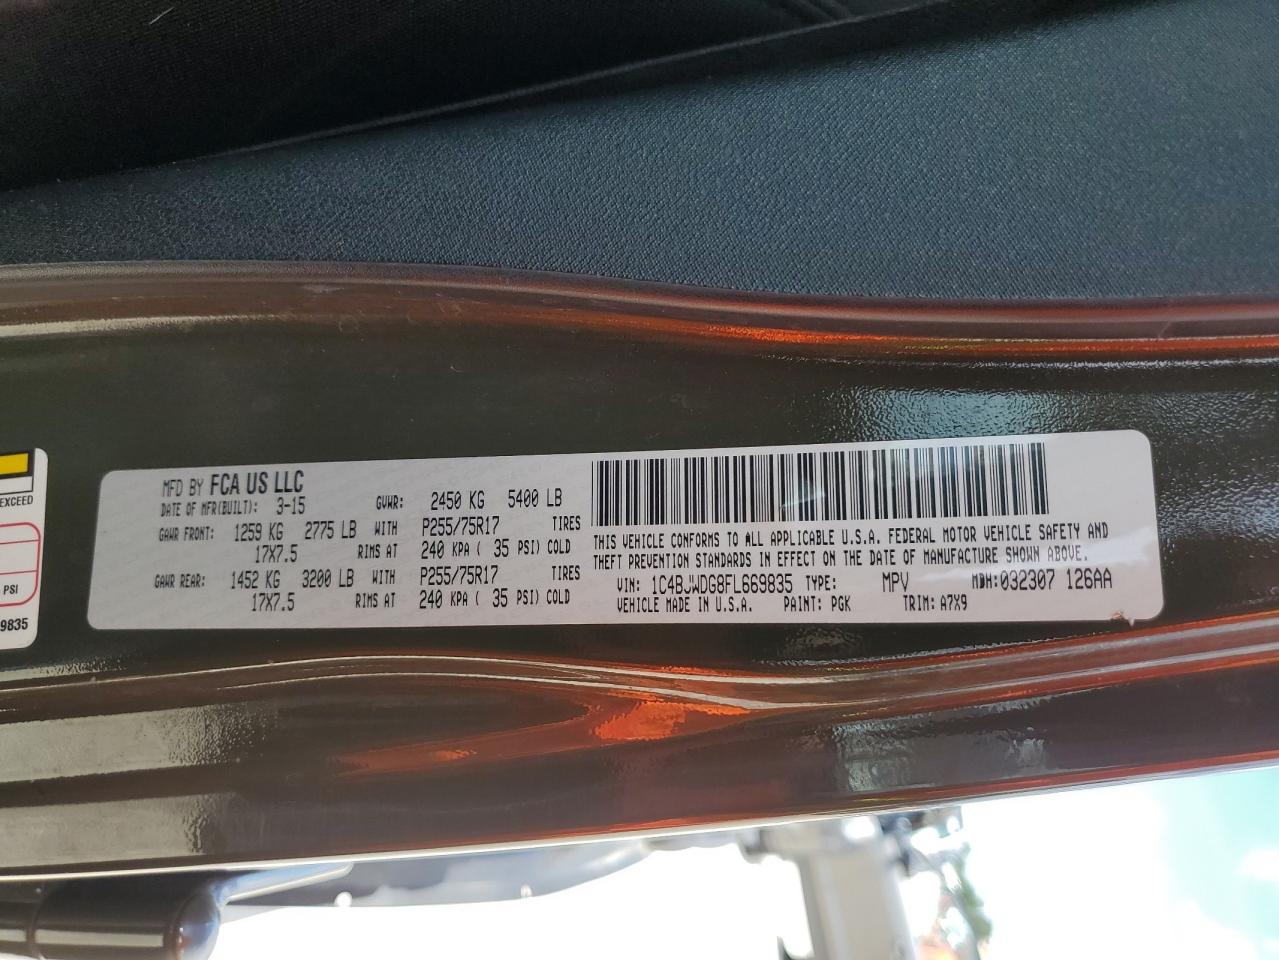 EXCEED
PSI
9835
MFD BY FCA US LLC
DATE OF MFR(BUILT): 3-15 GVWR: 2450 KG 5400 LB
GAWR FRONT: 1259 KG 2775 LB WITH P255/75R17 TIRES
17X7.5 RIMS AT 240 KPA ( 35 PSI) COLD
GAWR REAR: 1452 KG 3200 LB WITH P255/75R17 TIRES
17X7.5 RIMS AT 240 KPA ( 35 PSI) COLD
THIS VEHICLE CONFORMS TO ALL APPLICABLE U.S.A. FEDERAL MOTOR VEHICLE SAFETY AND
THEFT PREVENTION STANDARDS IN EFFECT ON THE DATE OF MANUFACTURE SHOWN ABOVE.
VIN: 1C4BJWDG8FL669835 TYPE: MPV MDH: 032307 126AA
VEHICLE MADE IN U.S.A. PAINT: PGK TRIM: A7X9